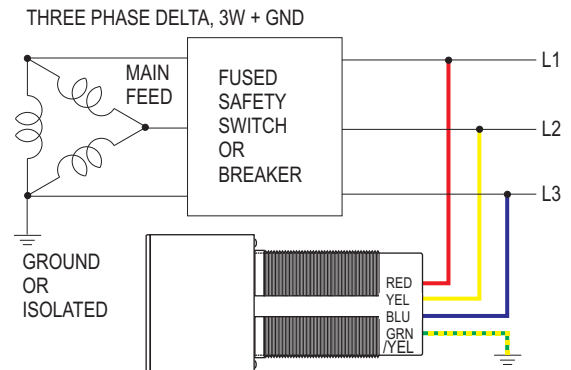 THREE PHASE DELTA, 3W + GND
MAIN
FEED
FUSED
SAFETY
SWITCH
OR
BREAKER
L1
L2
L3
GROUND
OR
ISOLATED
RED
YEL
BLU
GRN
/YEL